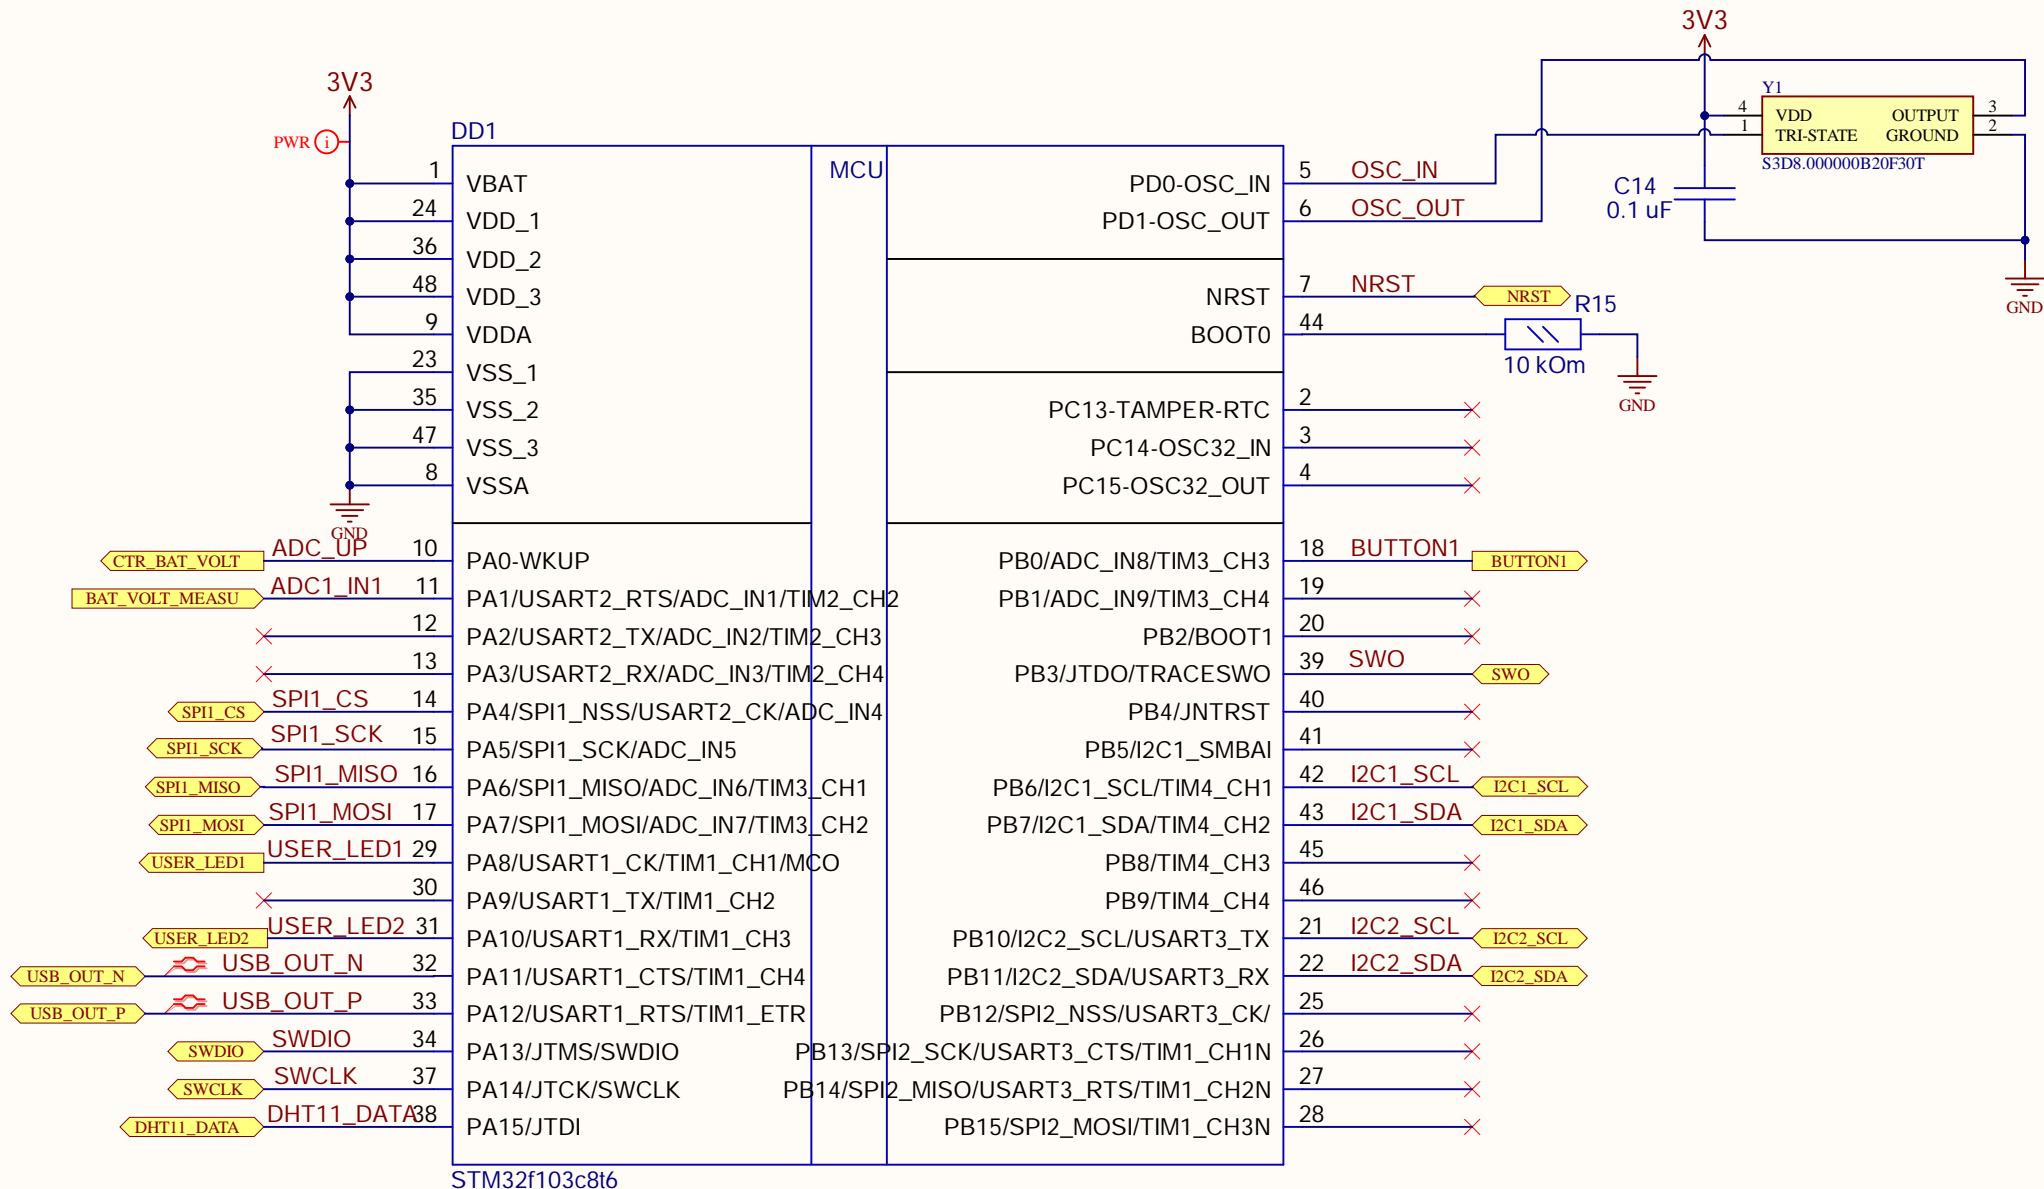 3V3
PWR i
DD1
MCU
1 VBAT
24 VDD_1
36 VDD_2
48 VDD_3
9 VDDA
23 VSS_1
35 VSS_2
47 VSS_3
8 VSSA
GND
CTR_BAT_VOLT ADC_UP 10 PA0-WKUP
BAT_VOLT_MEASU ADC1_IN1 11 PA1/USART2_RTS/ADC_IN1/TIM2_CH2
12 PA2/USART2_TX/ADC_IN2/TIM2_CH3
13 PA3/USART2_RX/ADC_IN3/TIM2_CH4
SPI1_CS SPI1_CS 14 PA4/SPI1_NSS/USART2_CK/ADC_IN4
SPI1_SCK SPI1_SCK 15 PA5/SPI1_SCK/ADC_IN5
SPI1_MISO SPI1_MISO 16 PA6/SPI1_MISO/ADC_IN6/TIM3_CH1
SPI1_MOSI SPI1_MOSI 17 PA7/SPI1_MOSI/ADC_IN7/TIM3_CH2
USER_LED1 USER_LED1 29 PA8/USART1_CK/TIM1_CH1/MCO
30 PA9/USART1_TX/TIM1_CH2
USER_LED2 USER_LED2 31 PA10/USART1_RX/TIM1_CH3
USB_OUT_N USB_OUT_N 32 PA11/USART1_CTS/TIM1_CH4
USB_OUT_P USB_OUT_P 33 PA12/USART1_RTS/TIM1_ETR
SWDIO SWDIO 34 PA13/JTMS/SWDIO
SWCLK SWCLK 37 PA14/JTCK/SWCLK
DHT11_DATA DHT11_DATA 38 PA15/JTDI
STM32f103c8t6
PD0-OSC_IN 5 OSC_IN
PD1-OSC_OUT 6 OSC_OUT
NRST 7 NRST NRST
BOOT0 44
R15
10 kOm
GND
PC13-TAMPER-RTC 2
PC14-OSC32_IN 3
PC15-OSC32_OUT 4
PB0/ADC_IN8/TIM3_CH3 18 BUTTON1 BUTTON1
PB1/ADC_IN9/TIM3_CH4 19
PB2/BOOT1 20
PB3/JTDO/TRACESWO 39 SWO SWO
PB4/JNTRST 40
PB5/I2C1_SMBAI 41
PB6/I2C1_SCL/TIM4_CH1 42 I2C1_SCL I2C1_SCL
PB7/I2C1_SDA/TIM4_CH2 43 I2C1_SDA I2C1_SDA
PB8/TIM4_CH3 45
PB9/TIM4_CH4 46
PB10/I2C2_SCL/USART3_TX 21 I2C2_SCL I2C2_SCL
PB11/I2C2_SDA/USART3_RX 22 I2C2_SDA I2C2_SDA
PB12/SPI2_NSS/USART3_CK/ 25
PB13/SPI2_SCK/USART3_CTS/TIM1_CH1N 26
PB14/SPI2_MISO/USART3_RTS/TIM1_CH2N 27
PB15/SPI2_MOSI/TIM1_CH3N 28
3V3
Y1
4 VDD OUTPUT 3
1 TRI-STATE GROUND 2
S3D8.000000B20F30T
C14
0.1 uF
GND